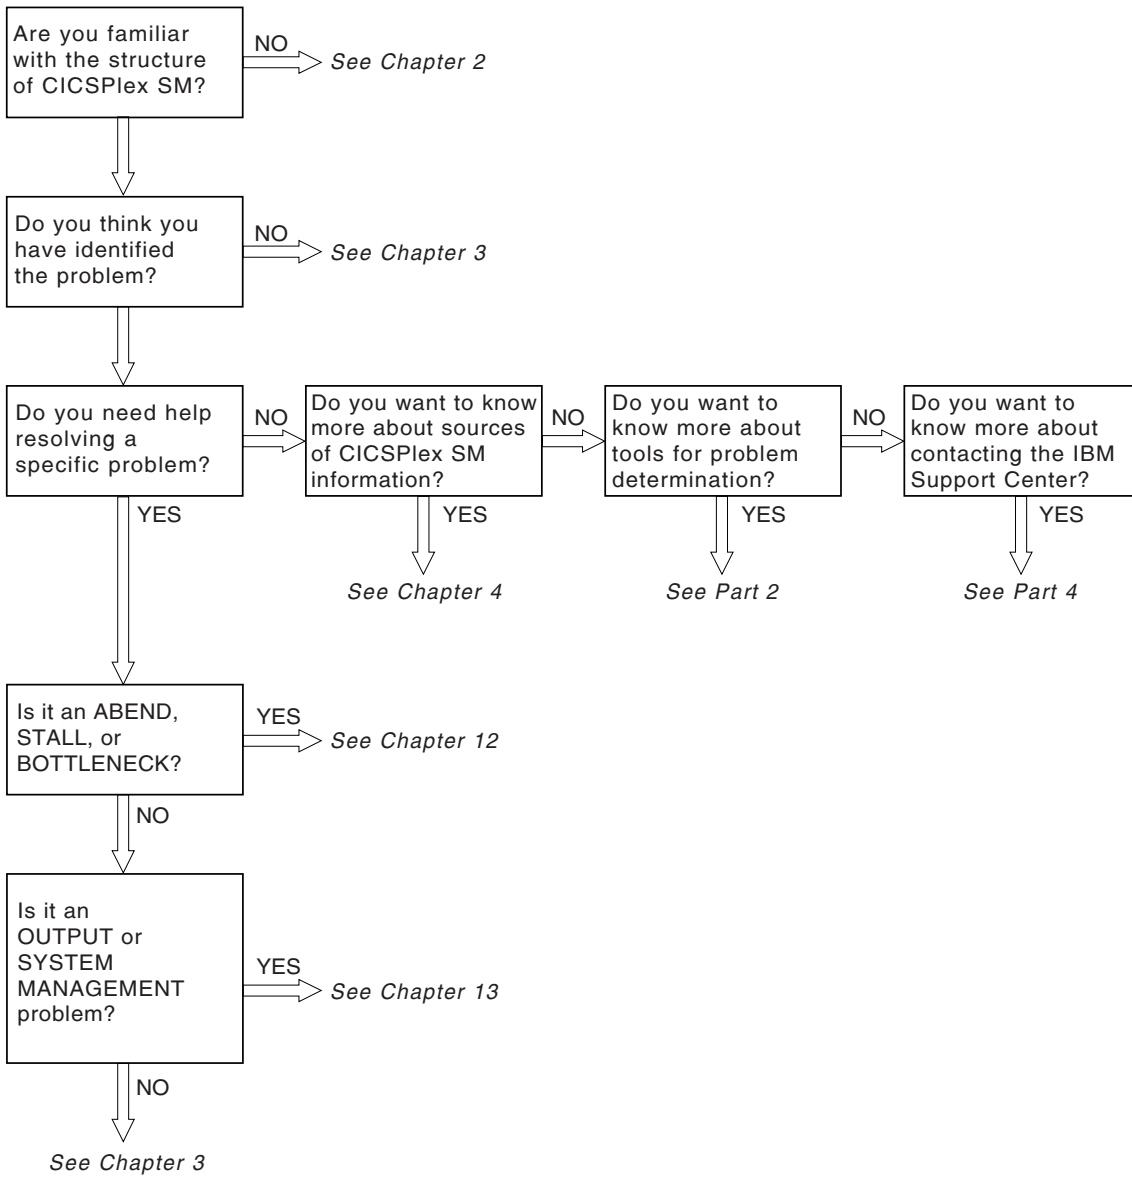 Are you familiar
with the structure
of CICSPlex SM?
NO
See Chapter 2
Do you think you
have identified
the problem?
NO
See Chapter 3
Do you need help
resolving a
specific problem?
NO
Do you want to know
more about sources
of CICSPlex SM
information?
NO
Do you want to
know more about
tools for problem
determination?
NO
Do you want to
know more about
contacting the IBM
Support Center?
YES
YES
YES
YES
See Chapter 4
See Part 2
See Part 4
Is it an ABEND,
STALL, or
BOTTLENECK?
YES
See Chapter 12
NO
Is it an
OUTPUT or
SYSTEM
MANAGEMENT
problem?
YES
See Chapter 13
NO
See Chapter 3